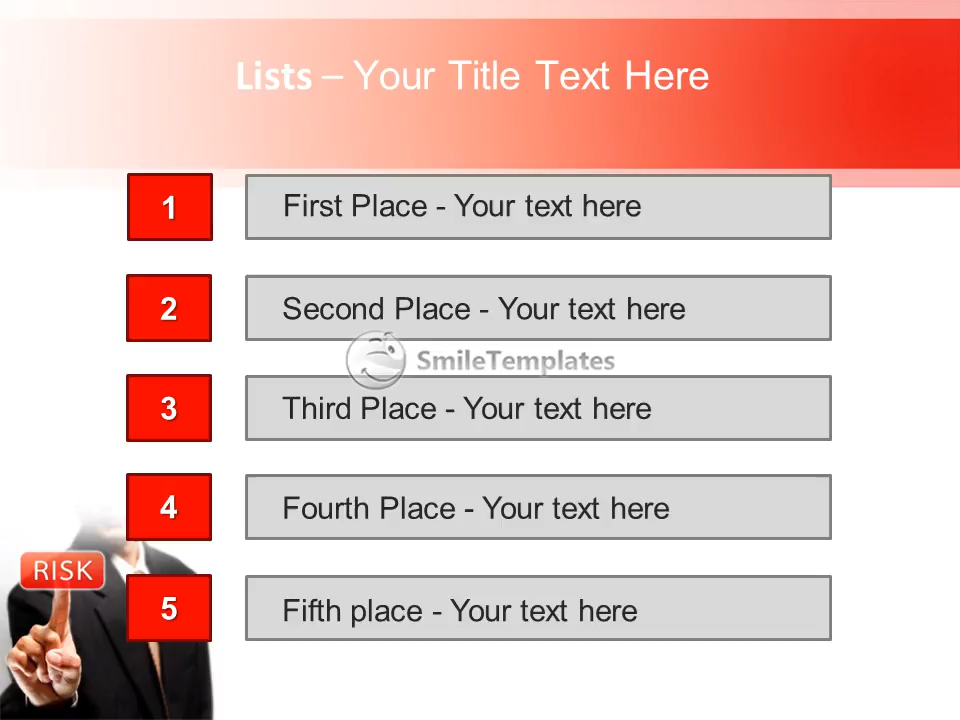 Lists – Your Title Text Here
1 First Place - Your text here
2 Second Place - Your text here
SmileTemplates
3 Third Place - Your text here
4 Fourth Place - Your text here
RISK
5 Fifth place - Your text here